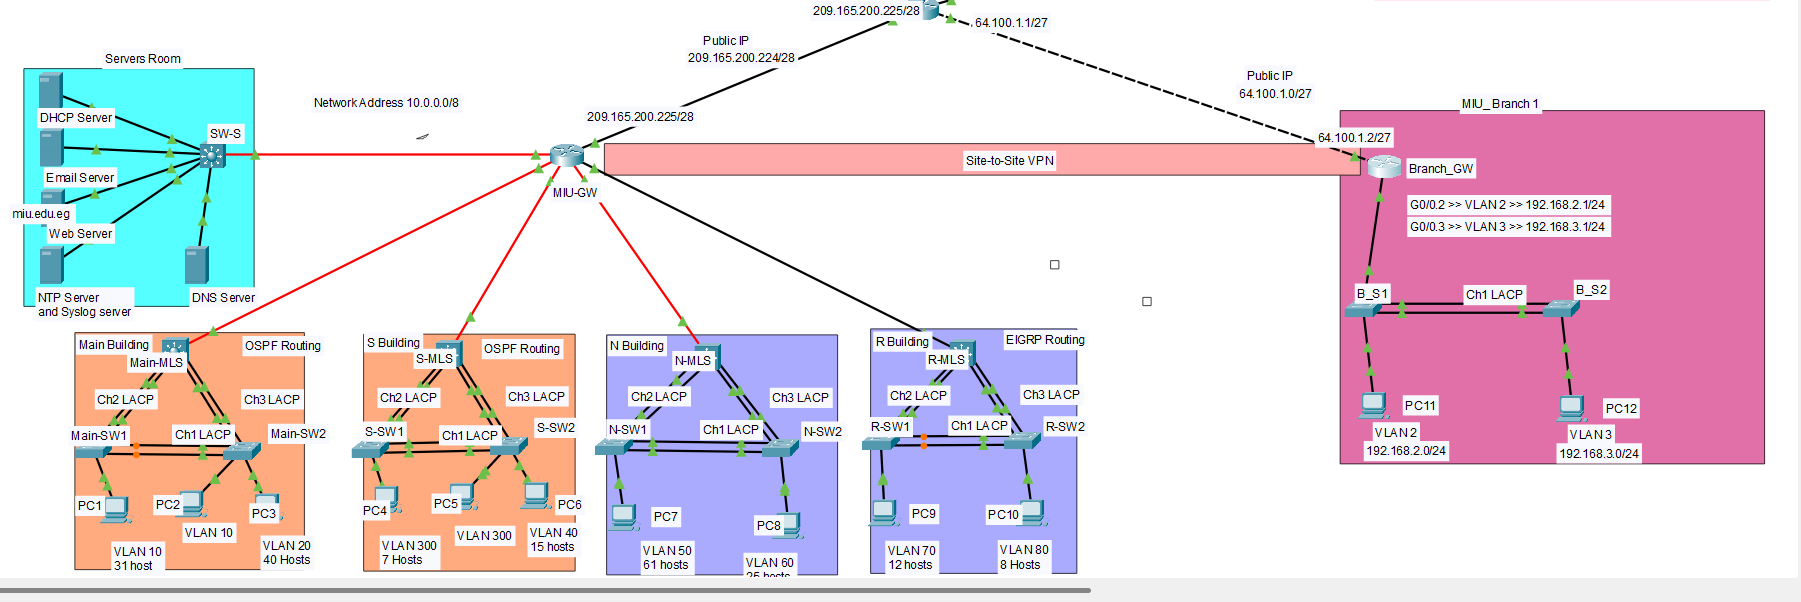 209.165.200.225/28
64.100.1.1/27
Public IP
209.165.200.224/28
Servers Room
Public IP
64.100.1.0/27
Network Address 10.0.0.0/8
MIU_ Branch 1
DHCP Server
209.165.200.225/28
SW-S
64.100.1.2/27
Site-to-Site VPN
Branch_GW
Email Server
MIU-GW
miu.edu.eg
G0/0.2 >> VLAN 2 >> 192.168.2.1/24
Web Server
G0/0.3 >> VLAN 3 >> 192.168.3.1/24
NTP Server
and Syslog server
DNS Server
B_S1
Ch1 LACP
B_S2
PC11
PC12
VLAN 2
192.168.2.0/24
VLAN 3
192.168.3.0/24
Main Building
OSPF Routing
Main-MLS
Ch2 LACP
Ch3 LACP
Main-SW1
Ch1 LACP
Main-SW2
PC1
PC2
PC3
VLAN 10
VLAN 10
31 host
VLAN 20
40 Hosts
S Building
OSPF Routing
S-MLS
Ch2 LACP
Ch3 LACP
S-SW1
Ch1 LACP
S-SW2
PC4
PC5
PC6
VLAN 300
7 Hosts
VLAN 300
VLAN 40
15 hosts
N Building
N-MLS
Ch2 LACP
Ch3 LACP
N-SW1
Ch1 LACP
N-SW2
PC7
PC8
VLAN 50
61 hosts
VLAN 60
25 hosts
R Building
EIGRP Routing
R-MLS
Ch2 LACP
Ch3 LACP
R-SW1
Ch1 LACP
R-SW2
PC9
PC10
VLAN 70
12 hosts
VLAN 80
8 Hosts